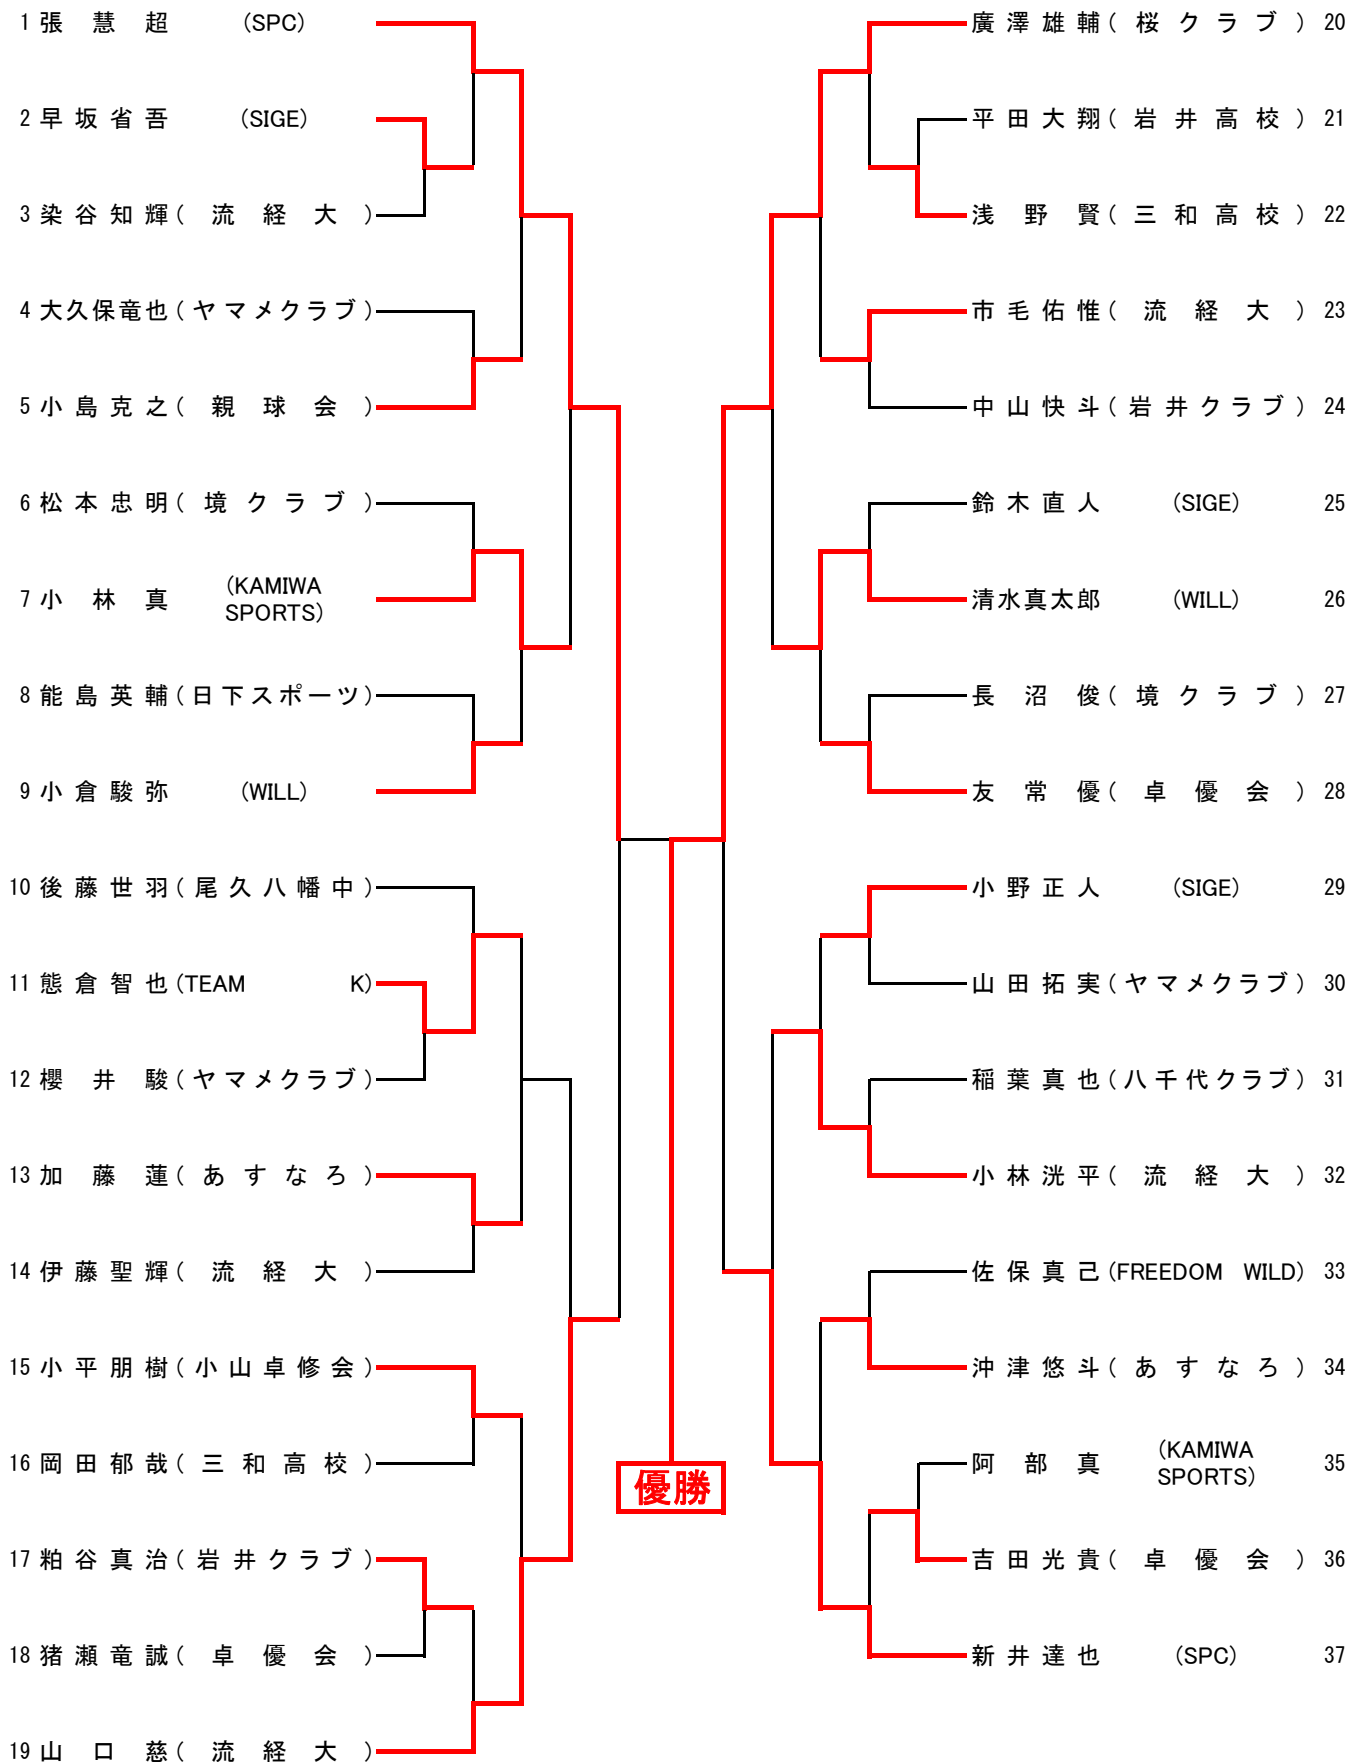 1 張慧超 (SPC)
2 早坂省吾 (SIGE)
3 染谷知輝(流経大)
4 大久保竜也(ヤマメクラブ)
5 小島克之(親球会)
6 松本忠明(境クラブ)
7 小林真 (KAMIWA
SPORTS)
8 能島英輔(日下スポーツ)
9 小倉駿弥 (WILL)
10 後藤世羽(尾久八幡中)
11 熊倉智也(TEAM K)
12 櫻井駿(ヤマメクラブ)
13 加藤蓮(あすなろ)
14 伊藤聖輝(流経大)
15 小平朋樹(小山卓修会)
16 岡田郁哉(三和高校)
17 粕谷真治(岩井クラブ)
18 猪瀬竜誠(卓優会)
19 山口慈(流経大)
優勝
廣澤雄輔(桜クラブ) 20
平田大翔(岩井高校) 21
浅野賢(三和高校) 22
市毛佑惟(流経大) 23
中山快斗(岩井クラブ) 24
鈴木直人 (SIGE) 25
清水真太郎 (WILL) 26
長沼俊(境クラブ) 27
友常優(卓優会) 28
小野正人 (SIGE) 29
山田拓実(ヤマメクラブ) 30
稲葉真也(八千代クラブ) 31
小林洸平(流経大) 32
佐保真己(FREEDOM WILD) 33
沖津悠斗(あすなろ) 34
阿部真 (KAMIWA
SPORTS) 35
吉田光貴(卓優会) 36
新井達也 (SPC) 37